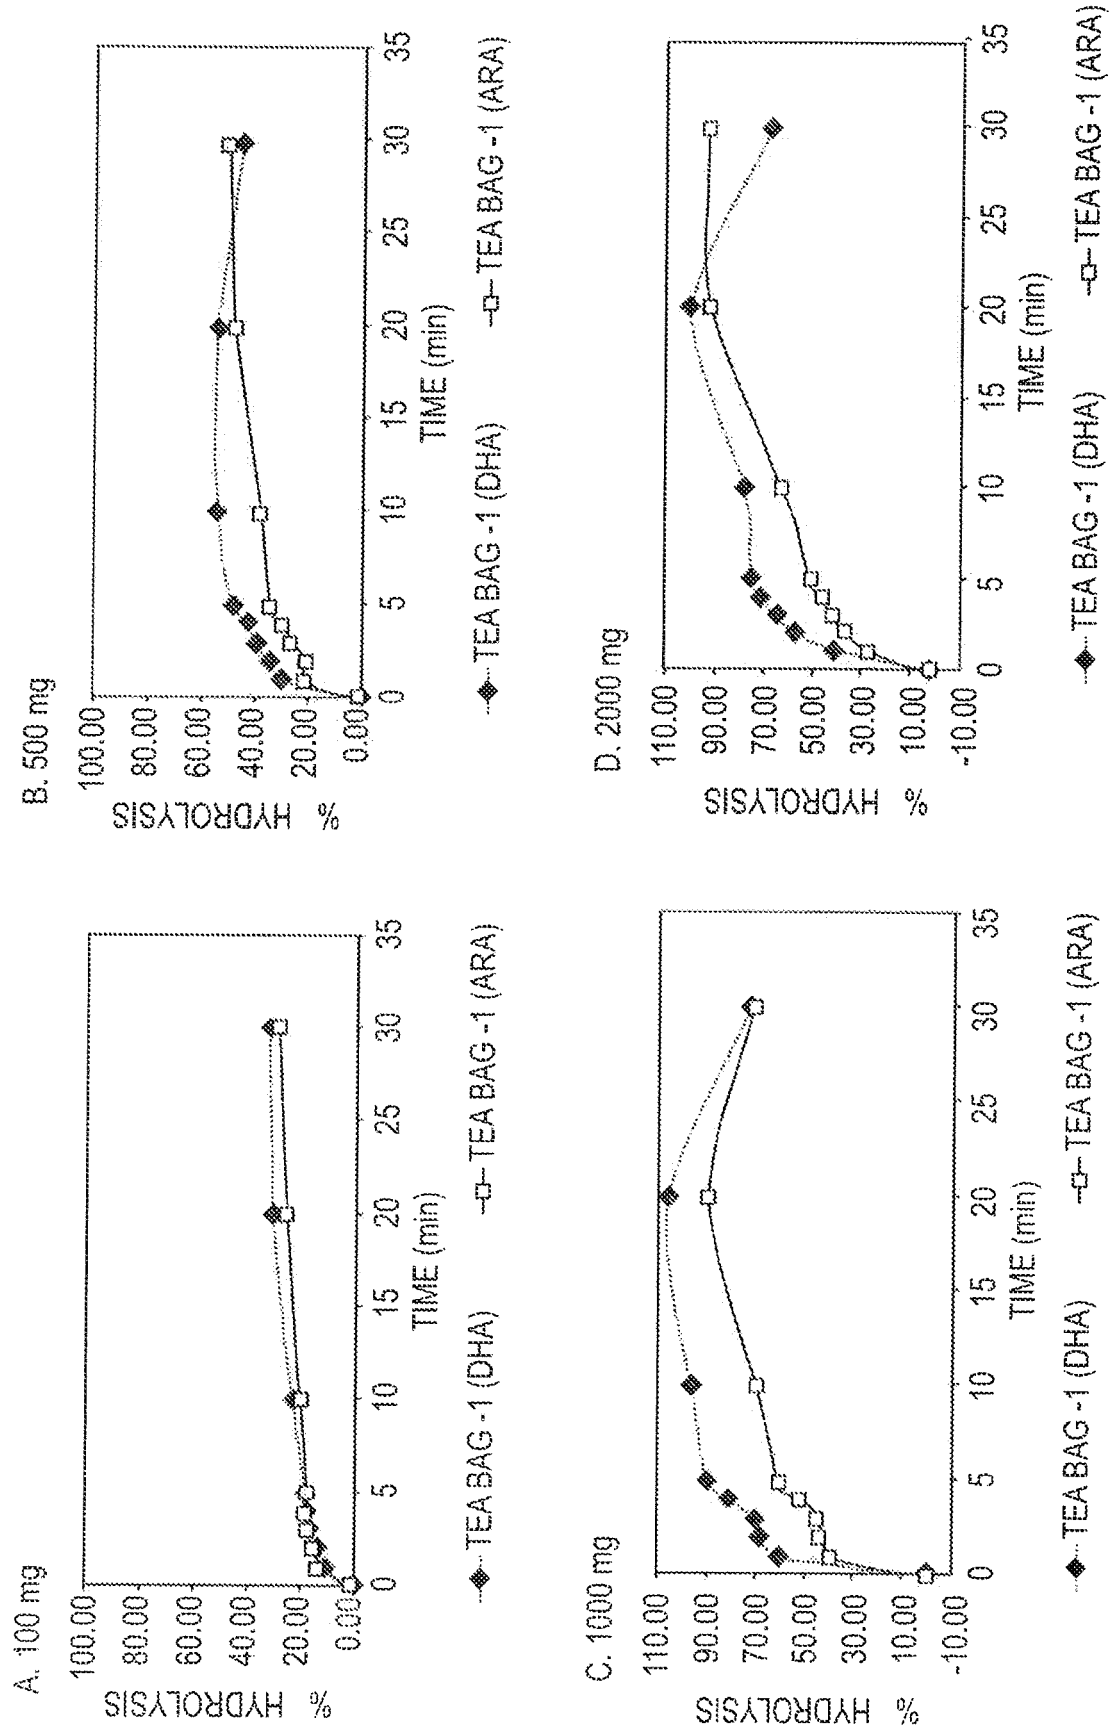 A. 100 mg
% HYDROLYSIS
100.00
80.00
60.00
40.00
20.00
0.00
0
5
10
15
20
25
30
35
TIME (min)
TEA BAG -1 (DHA)
TEA BAG -1 (ARA)
B. 500 mg
% HYDROLYSIS
100.00
80.00
60.00
40.00
20.00
0.00
0
5
10
15
20
25
30
35
TIME (min)
TEA BAG -1 (DHA)
TEA BAG -1 (ARA)
C. 1000 mg
% HYDROLYSIS
110.00
90.00
70.00
50.00
30.00
10.00
-10.00
0
5
10
15
20
25
30
35
TIME (min)
TEA BAG -1 (DHA)
TEA BAG -1 (ARA)
D. 2000 mg
% HYDROLYSIS
110.00
90.00
70.00
50.00
30.00
10.00
-10.00
0
5
10
15
20
25
30
35
TIME (min)
TEA BAG -1 (DHA)
TEA BAG -1 (ARA)